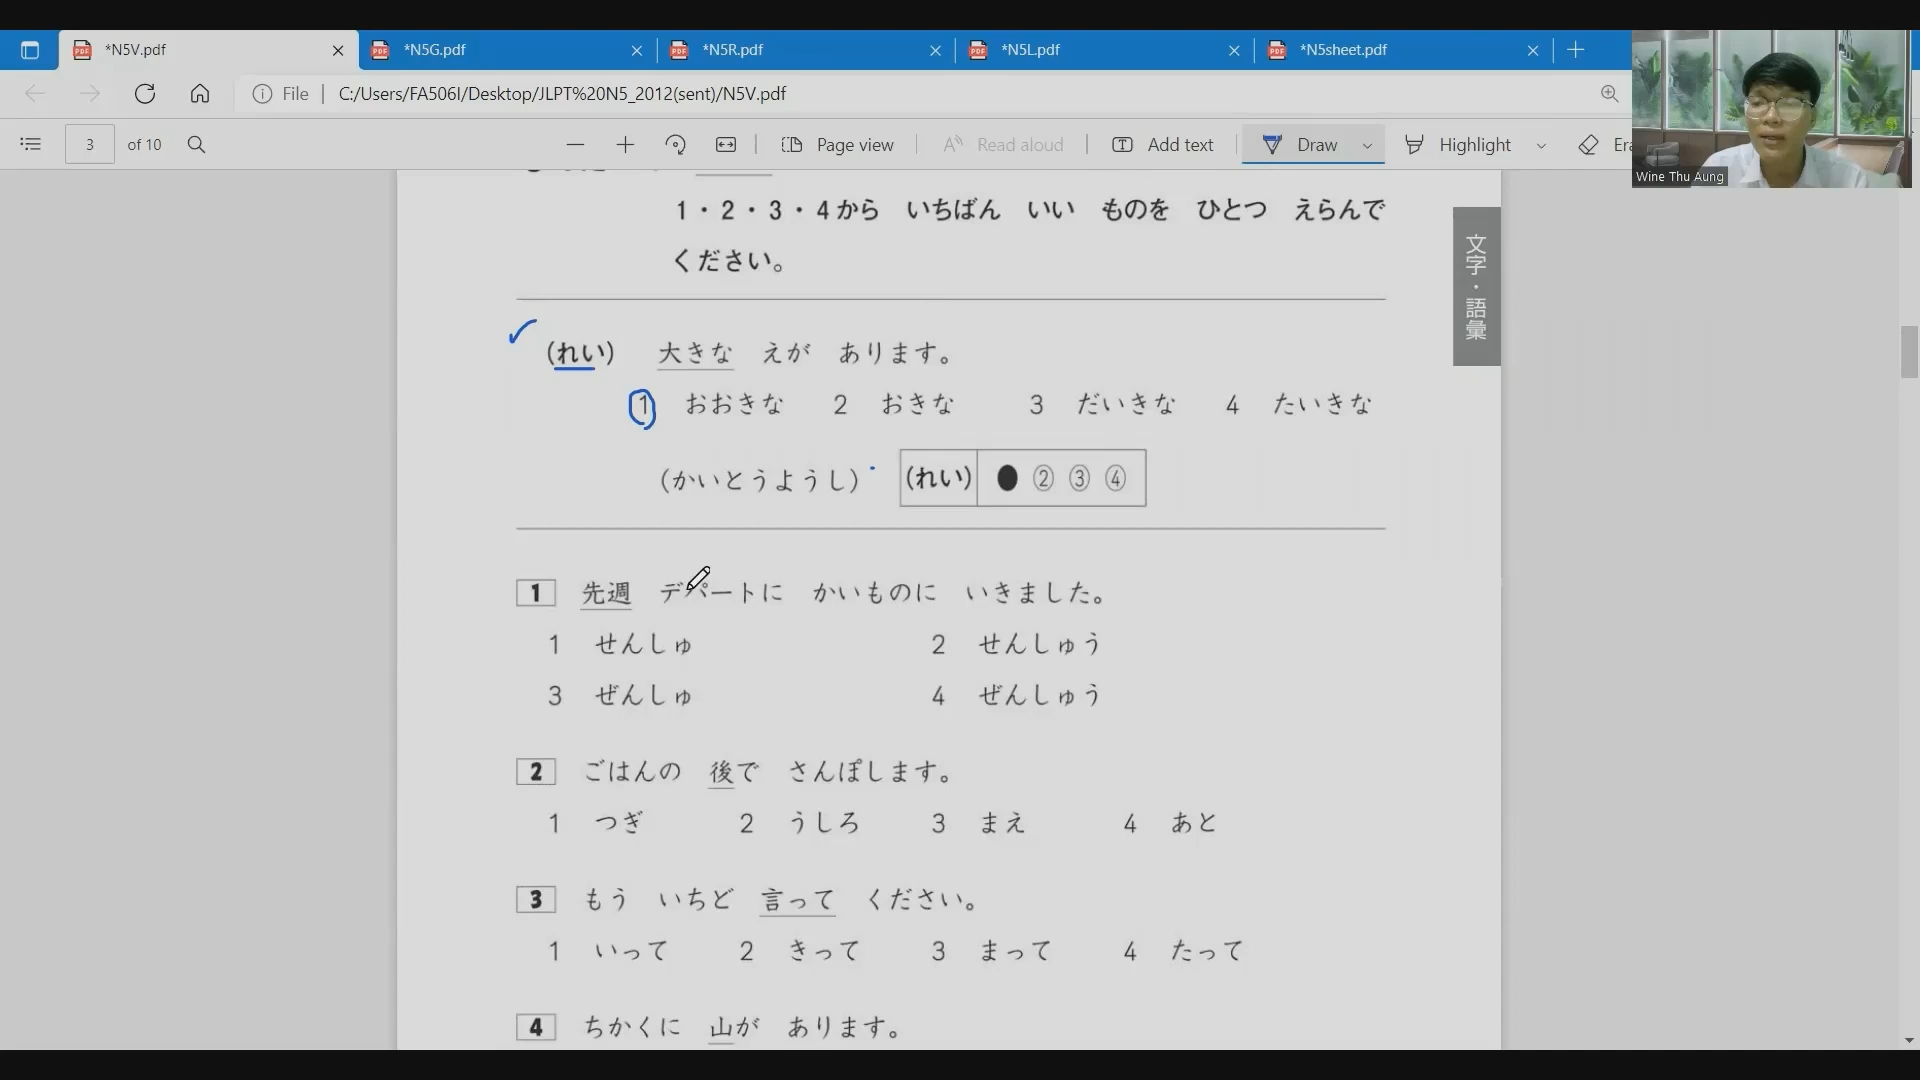 *N5V.pdf
*N5G.pdf
*N5R.pdf
*N5L.pdf
*N5sheet.pdf
File C:/Users/FA506I/Desktop/JLPT%20N5_2012(sent)/N5V.pdf
3 of 10 Page view Read aloud Add text Draw Highlight
Wine Thu Aung
1・2・3・4から いちばん いい ものを ひとつ えらんで
ください。
文字・語彙
(れい) 大きな えが あります。
1 おおきな 2 おきな 3 だいきな 4 たいきな
(かいとうようし) (れい) ● ② ③ ④
1 先週 デパートに かいものに いきました。
1 せんしゅ 2 せんしゅう
3 ぜんしゅ 4 ぜんしゅう
2 ごはんの 後で さんぽします。
1 つぎ 2 うしろ 3 まえ 4 あと
3 もう いちど 言って ください。
1 いって 2 きって 3 まって 4 たって
4 ちかくに 山が あります。